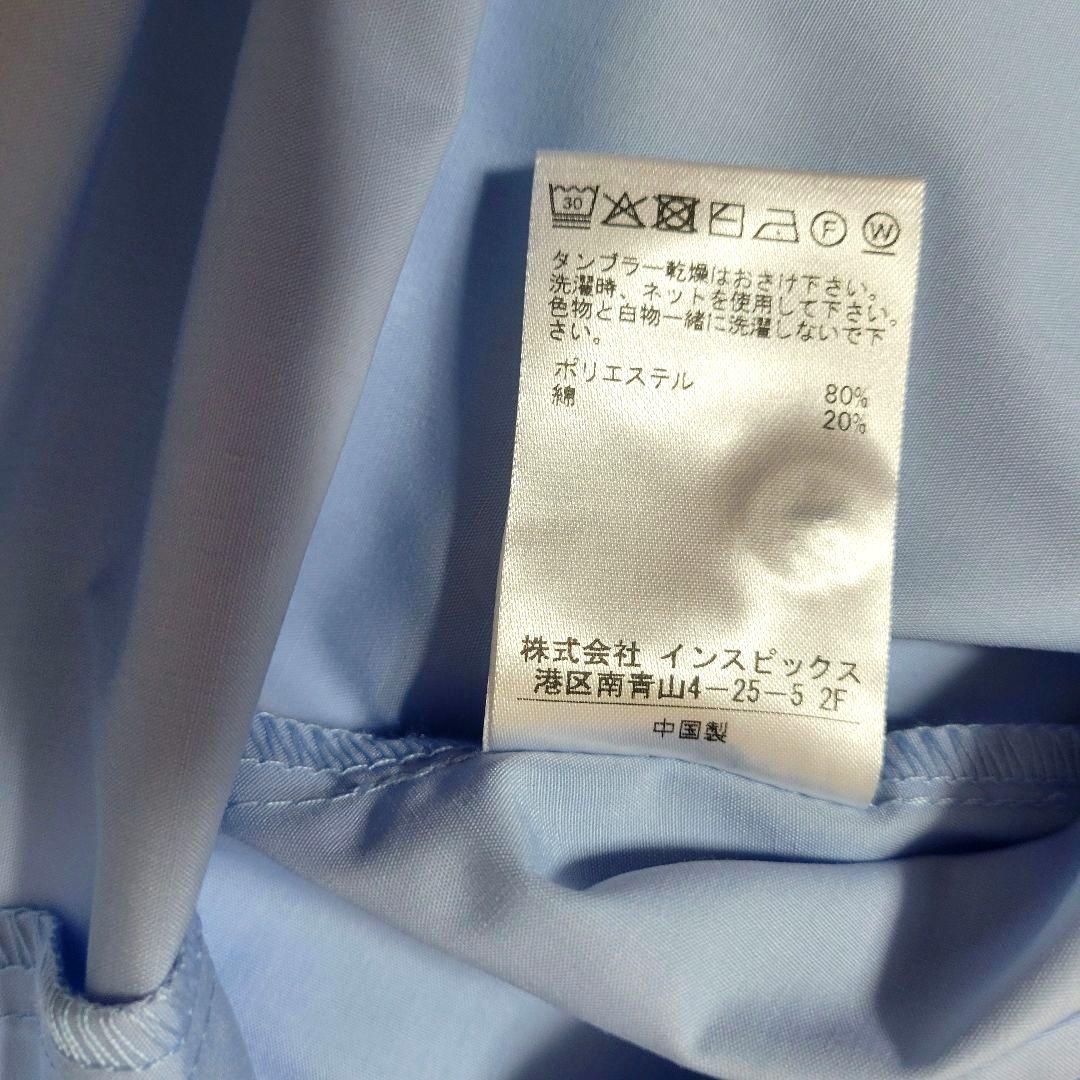 30
F
W
タンブラー乾燥はおさけ下さい。
洗濯時、ネットを使用して下さい。
色物と白物一緒に洗濯しないで下
さい。
ポリエステル 80%
綿 20%
株式会社 インスピックス
港区南青山4-25-5 2F
中国製